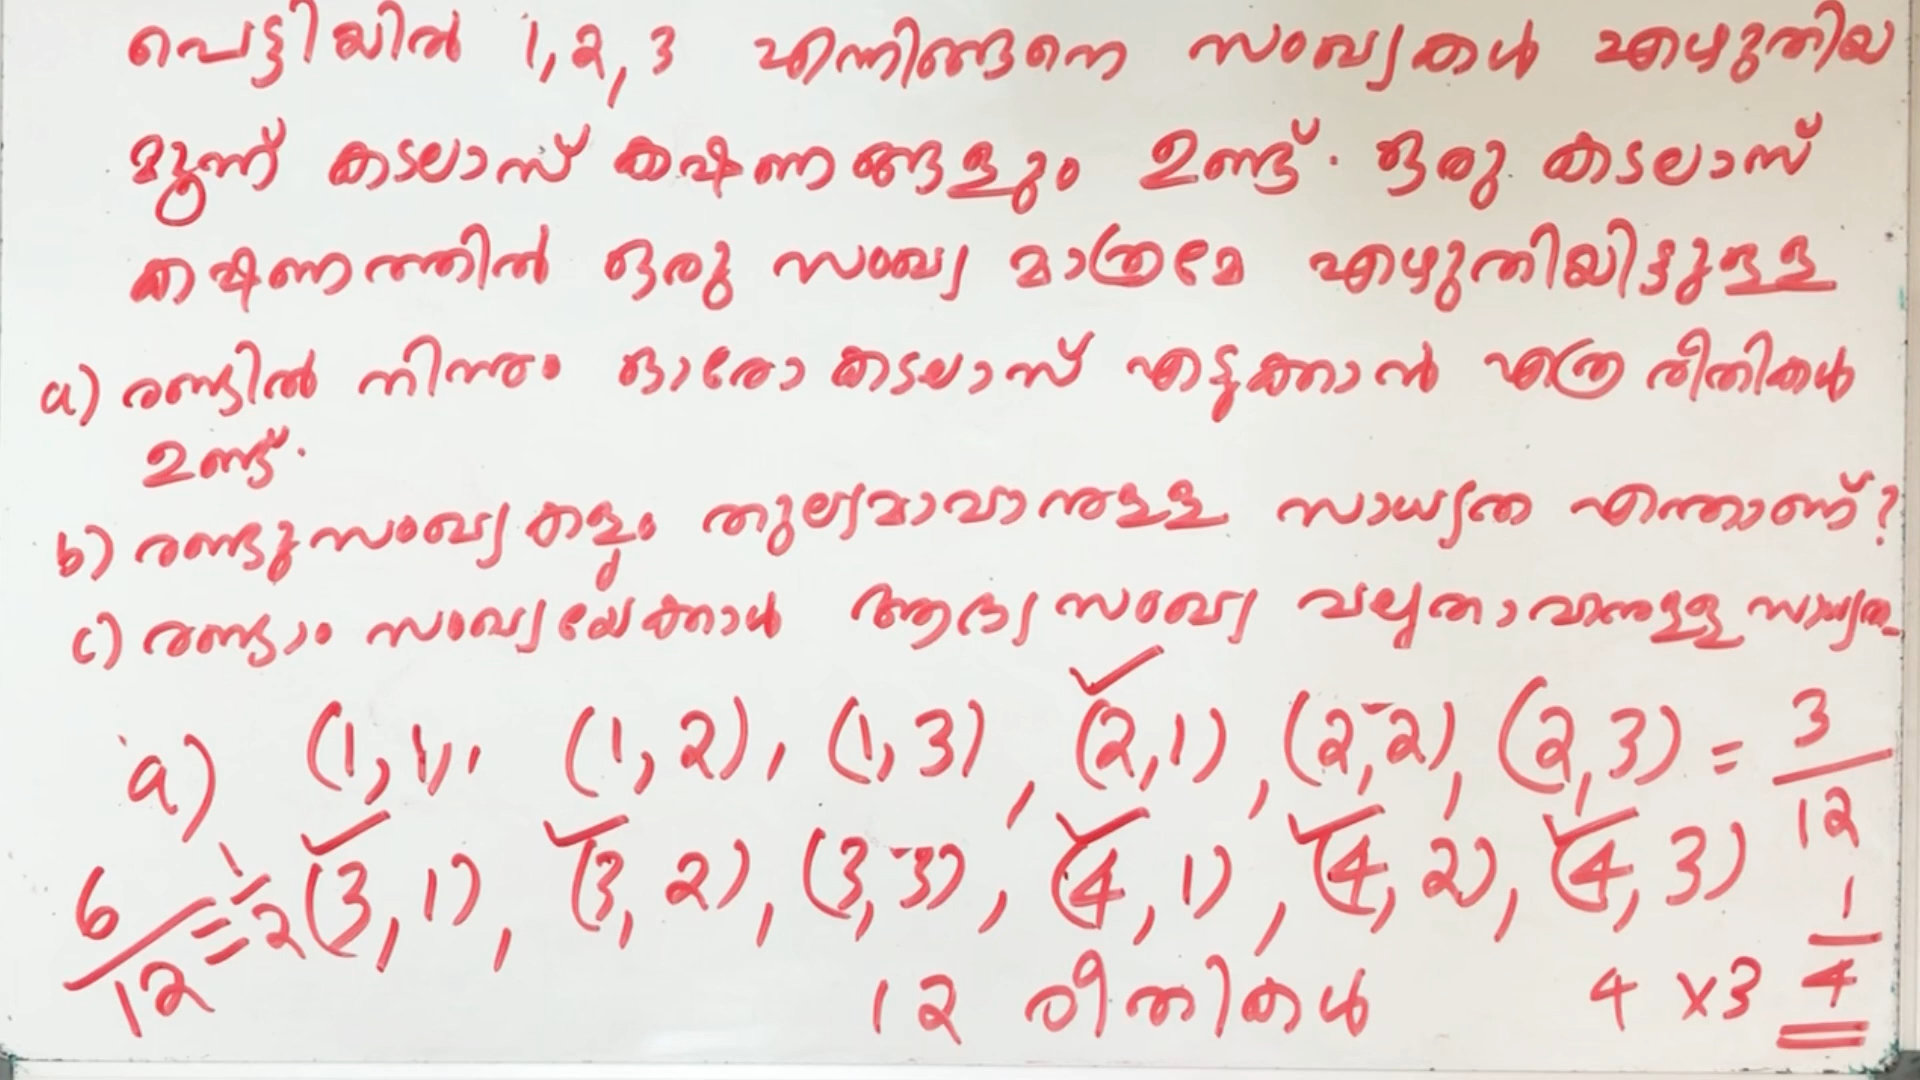 പെട്ടിയിൽ 1,2,3 എന്നിങ്ങനെ സംഖ്യകൾ എഴുതിയ
മൂന്ന് കടലാസ് കഷണങ്ങളും ഉണ്ട്. ഒരു കടലാസ്
കഷണത്തിൽ ഒരു സംഖ്യ മാത്രമേ എഴുതിയിട്ടുള്ള
a) രണ്ടിൽ നിന്നും ഓരോ കടലാസ് എടുക്കാൻ എത്ര രീതികൾ
ഉണ്ട്.
b) രണ്ടു സംഖ്യകളും തുല്യമാവാനുള്ള സാധ്യത എന്താണ്?
c) രണ്ടാം സംഖ്യയേക്കാൾ ആദ്യ സംഖ്യ വലുതാവാനുള്ള സാധ്യത
a) (1,1), (1,2), (1,3), (2,1), (2,2), (2,3) = 3/12
6/12 = 1/2 (3,1), (3,2), (3,3), (4,1), (4,2), (4,3) 1/4
12 രീതികൾ 4 x3